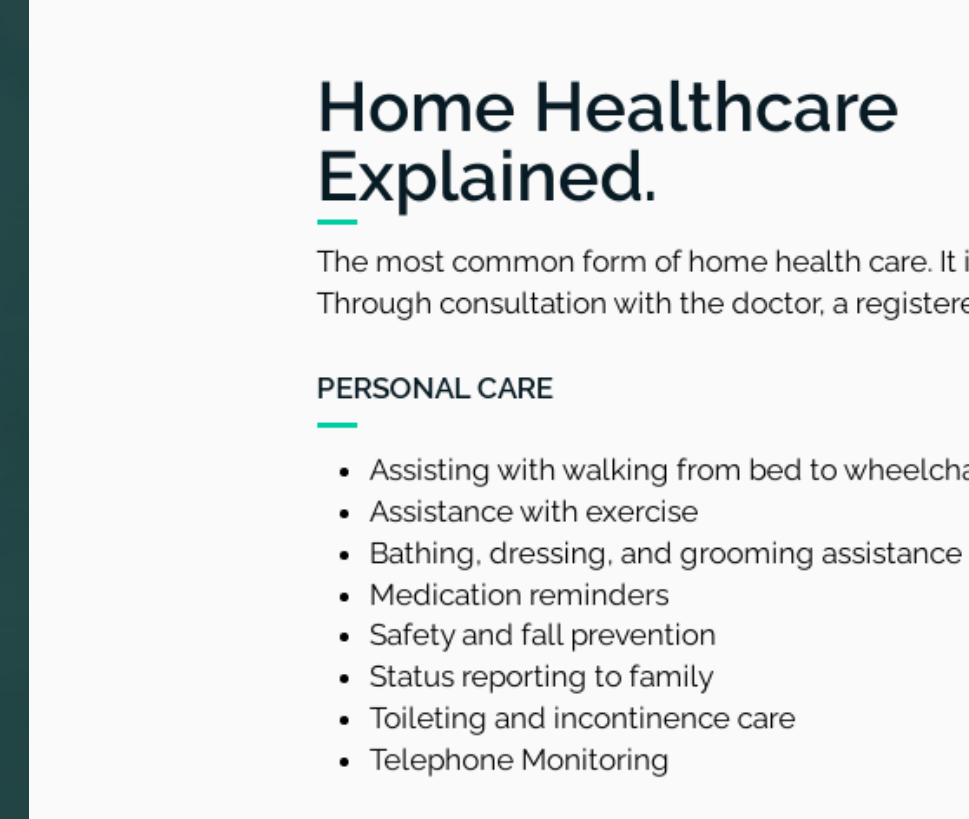 Home Healthcare
Explained.
The most common form of home health care. It
Through consultation with the doctor, a
PERSONAL CARE
Assisting with walking from bed to
Assistance with exercise
Bathing, dressing, and grooming assistance
Medication reminders
Safety and fall prevention
Status reporting to family
Toileting and incontinence care
Telephone Monitoring